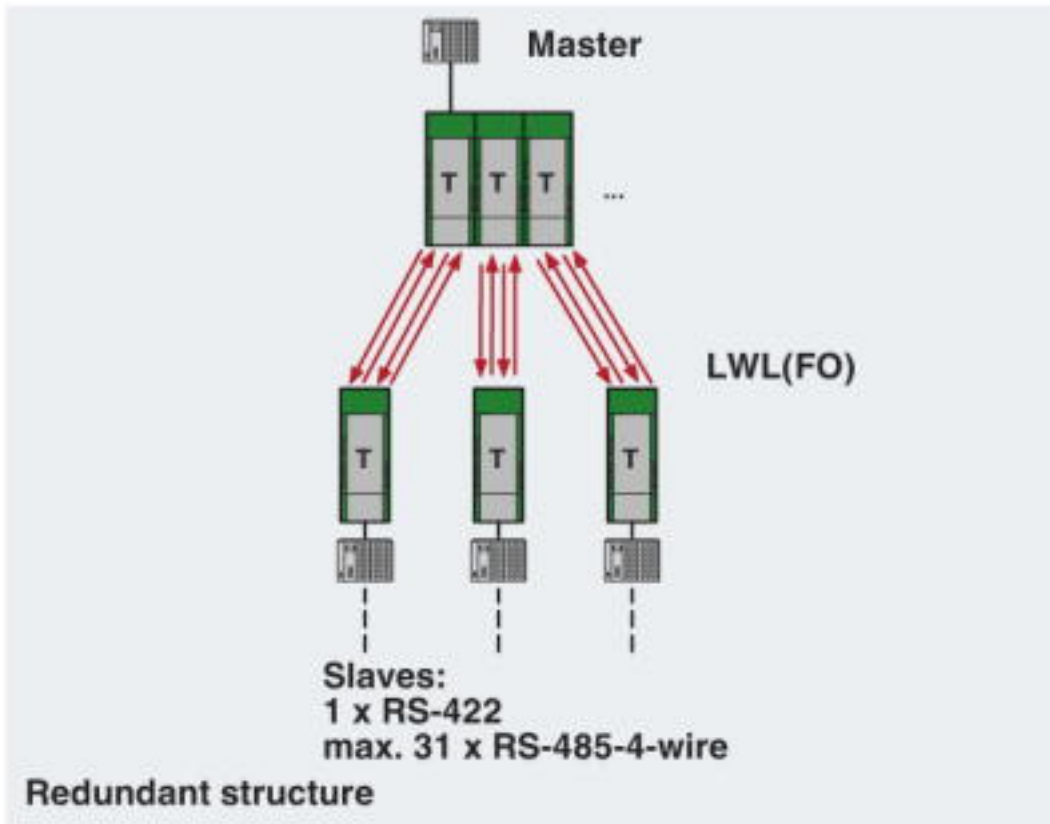 Master
T T T ...
LWL(FO)
T T T
Slaves:
1 x RS-422
max. 31 x RS-485-4-wire
Redundant structure